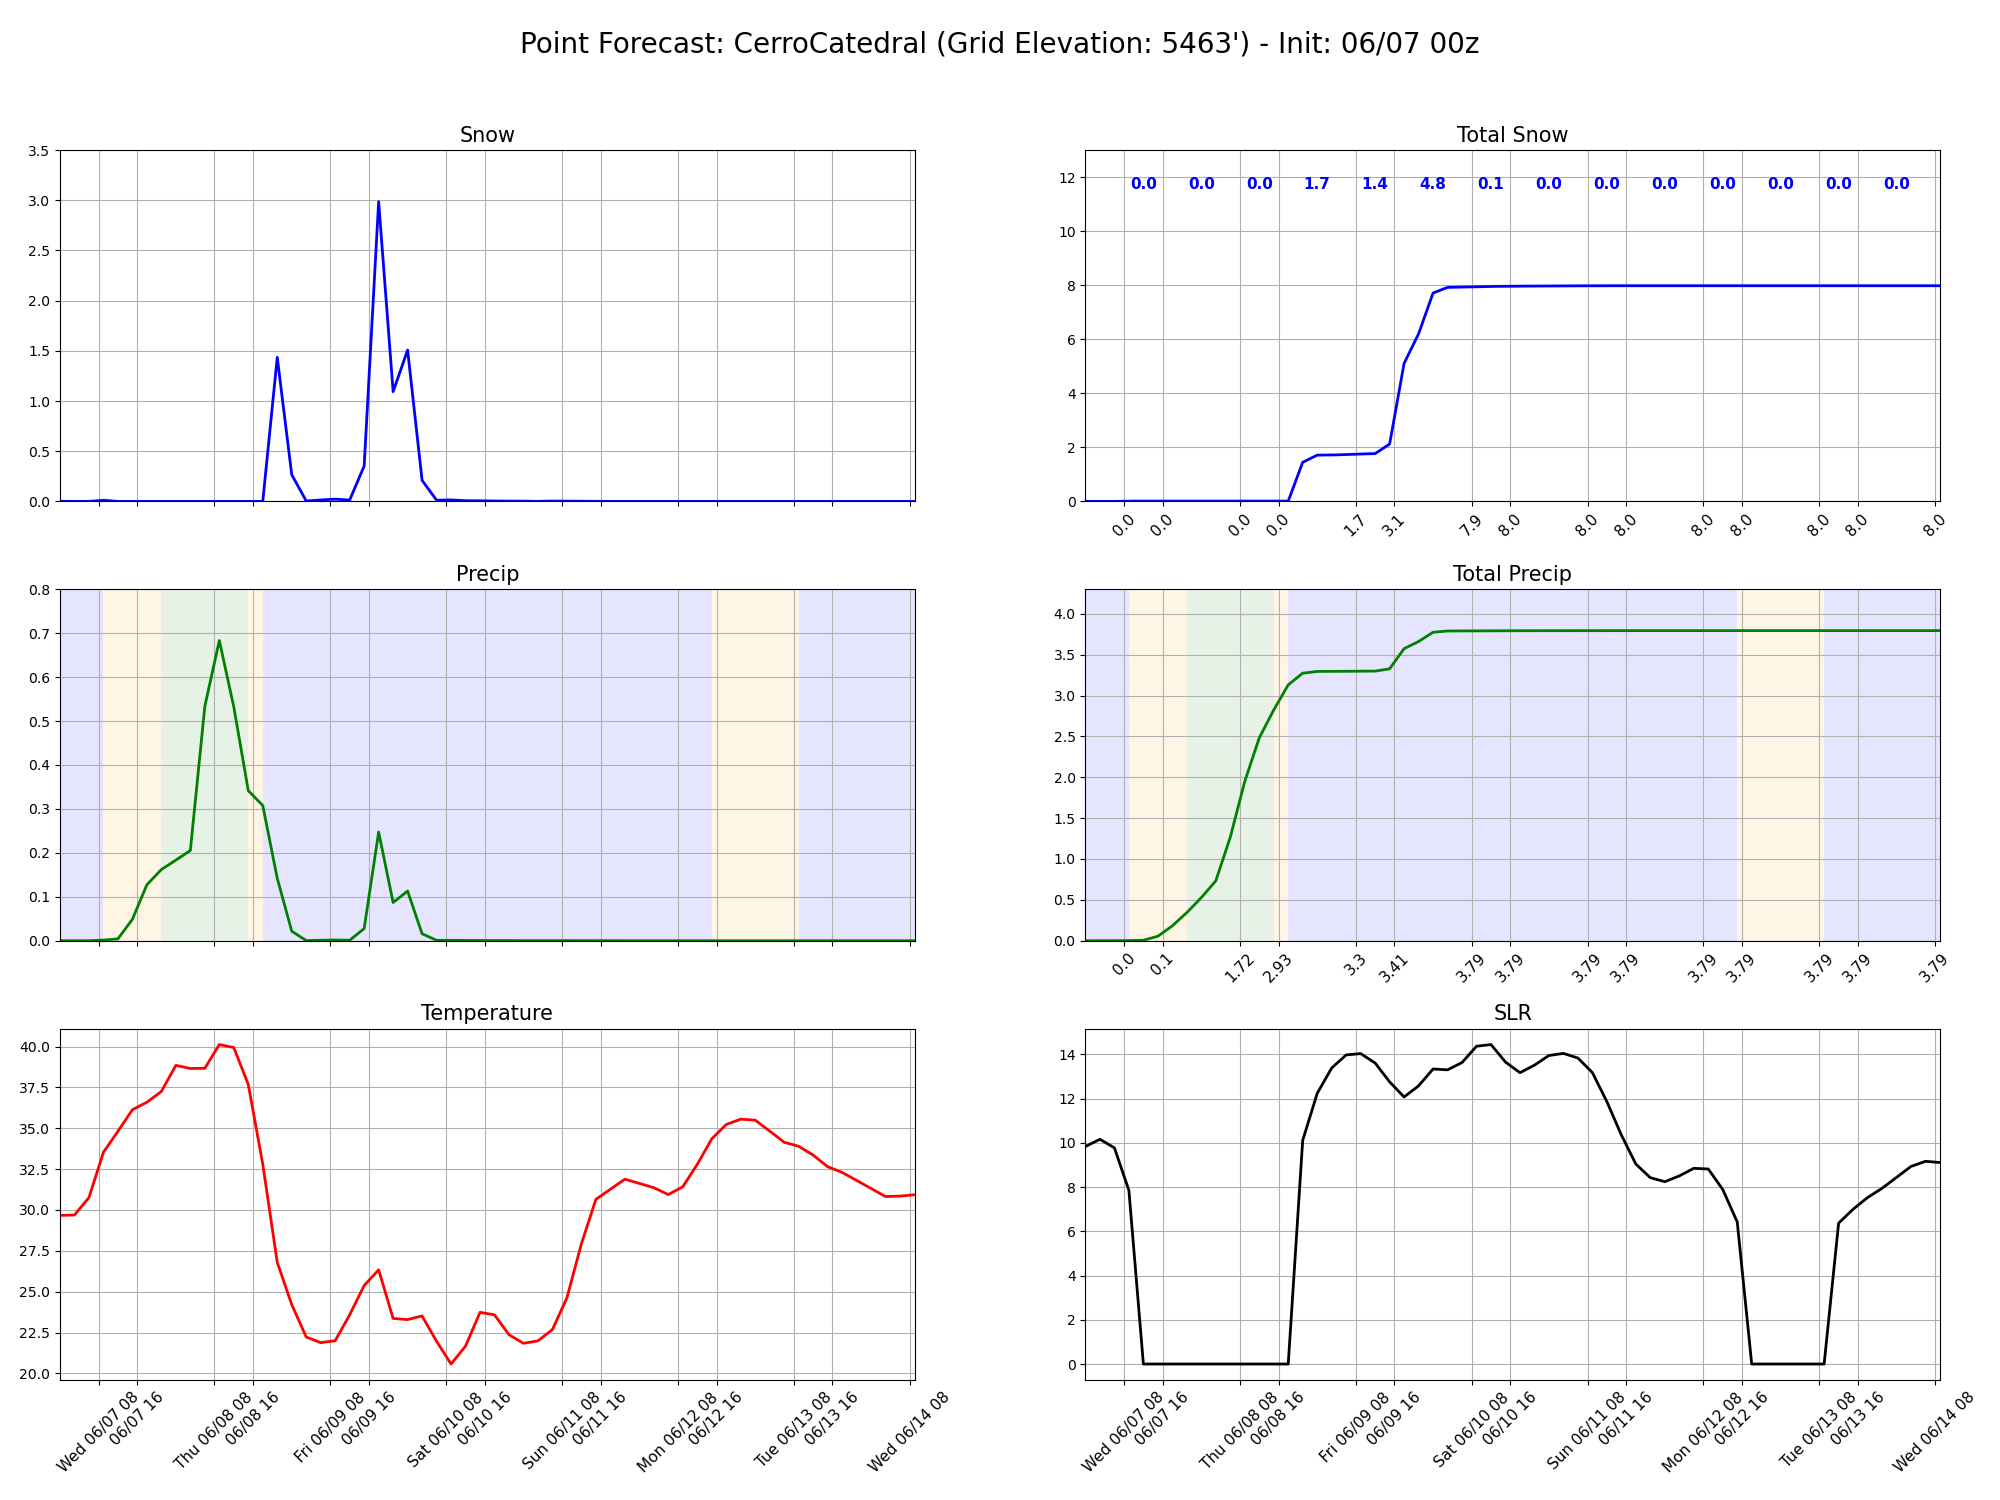 Point Forecast: CerroCatedral (Grid Elevation: 5463') - Init: 06/07 00z
Snow
3.5
3.0
2.5
2.0
1.5
1.0
0.5
0.0
Total Snow
12
10
8
6
4
2
0
0.0 0.0 0.0 1.7 1.4 4.8 0.1 0.0 0.0 0.0 0.0 0.0 0.0 0.0
0.0 0.0 0.0 0.0 1.7 3.1 7.9 8.0 8.0 8.0 8.0 8.0 8.0 8.0 8.0
Precip
0.8
0.7
0.6
0.5
0.4
0.3
0.2
0.1
0.0
Total Precip
4.0
3.5
3.0
2.5
2.0
1.5
1.0
0.5
0.0
0.0 0.1 1.72 2.93 3.3 3.41 3.79 3.79 3.79 3.79 3.79 3.79 3.79 3.79 3.79
Temperature
40.0
37.5
35.0
32.5
30.0
27.5
25.0
22.5
20.0
Wed 06/07 08
06/07 16
Thu 06/08 08
06/08 16
Fri 06/09 08
06/09 16
Sat 06/10 08
06/10 16
Sun 06/11 08
06/11 16
Mon 06/12 08
06/12 16
Tue 06/13 08
06/13 16
Wed 06/14 08
SLR
14
12
10
8
6
4
2
0
Wed 06/07 08
06/07 16
Thu 06/08 08
06/08 16
Fri 06/09 08
06/09 16
Sat 06/10 08
06/10 16
Sun 06/11 08
06/11 16
Mon 06/12 08
06/12 16
Tue 06/13 08
06/13 16
Wed 06/14 08